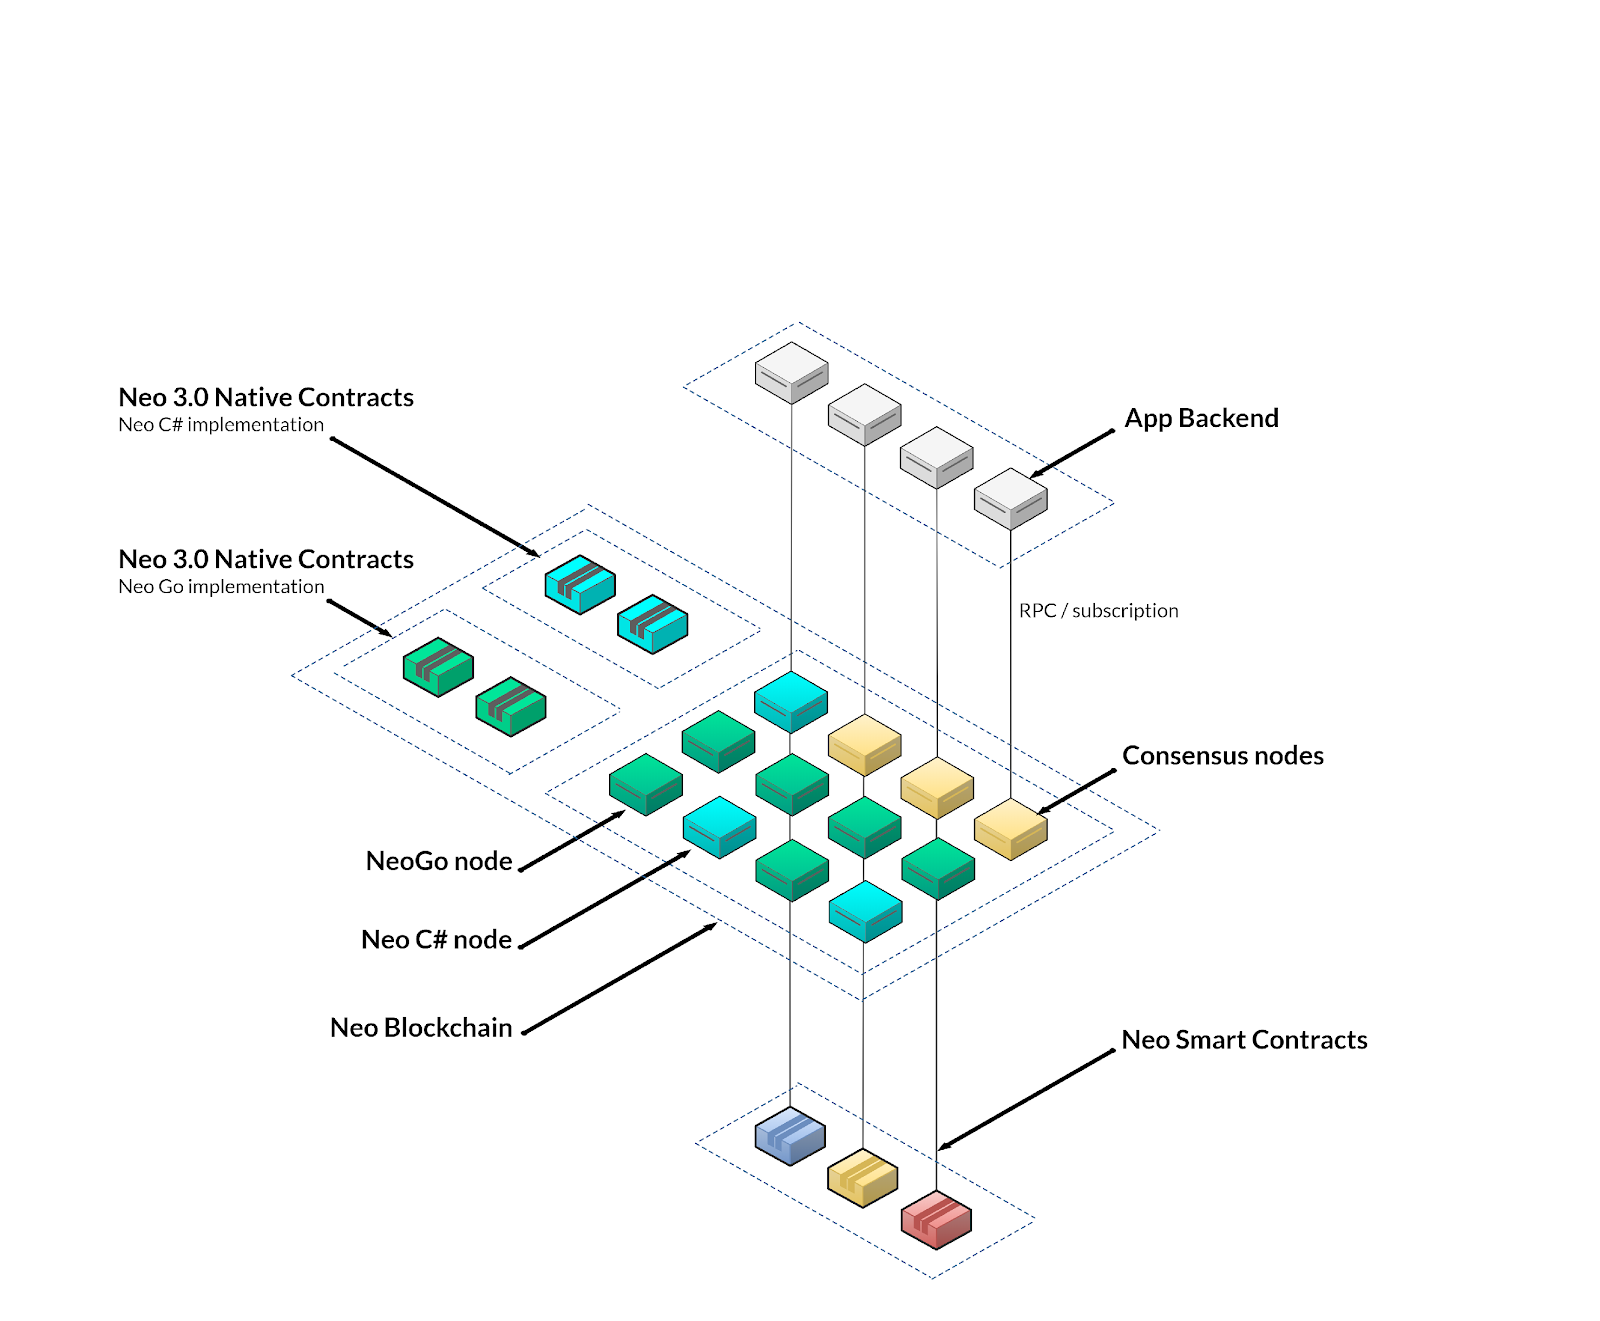 Neo 3.0 Native Contracts
Neo C# implementation
App Backend
Neo 3.0 Native Contracts
Neo Go implementation
RPC / subscription
Consensus nodes
NeoGo node
Neo C# node
Neo Blockchain
Neo Smart Contracts